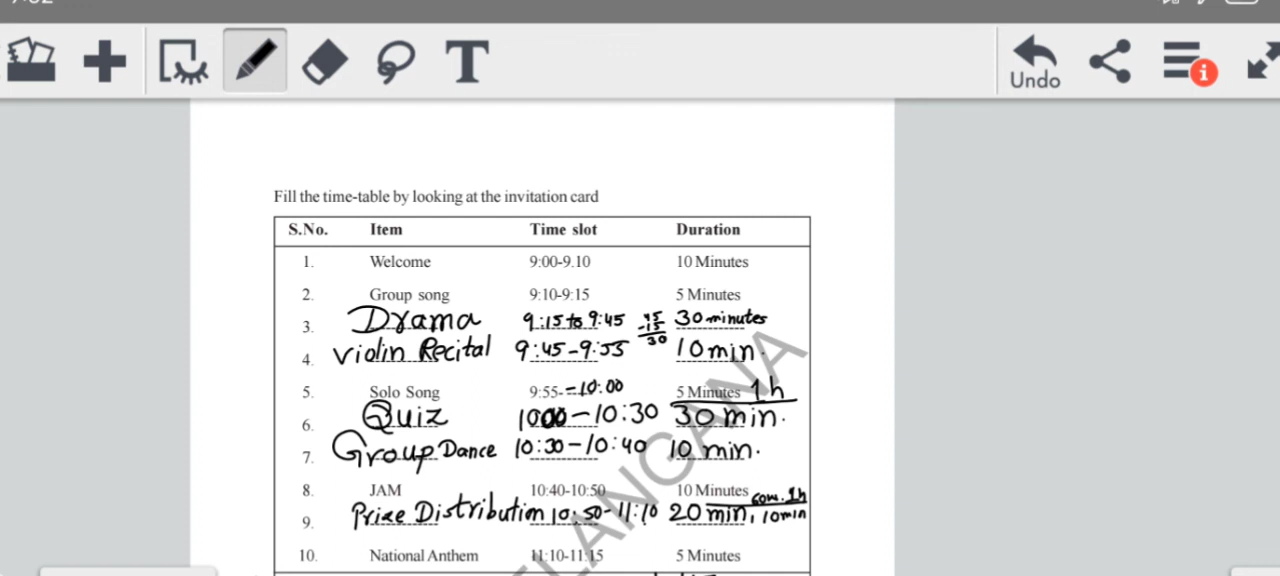 Undo
Fill the time-table by looking at the invitation card
S.No. Item Time slot Duration
1. Welcome 9:00-9.10 10 Minutes
2. Group song 9:10-9:15 5 Minutes
3. Drama 9:15 to 9:45 45 -15 30 30 minutes
4. Violin Recital 9:45-9:55 10 min.
5. Solo Song 9:55-=10:00 5 Minutes 1h
6. Quiz 1000-10:30 30 min.
7. Group Dance 10:30-10:40 10 min.
8. JAM 10:40-10:50 10 Minutes
9. Prize Distribution 10:50-11:10 20 min, 1h 10min
10. National Anthem 11:10-11:15 5 Minutes
LANGANA